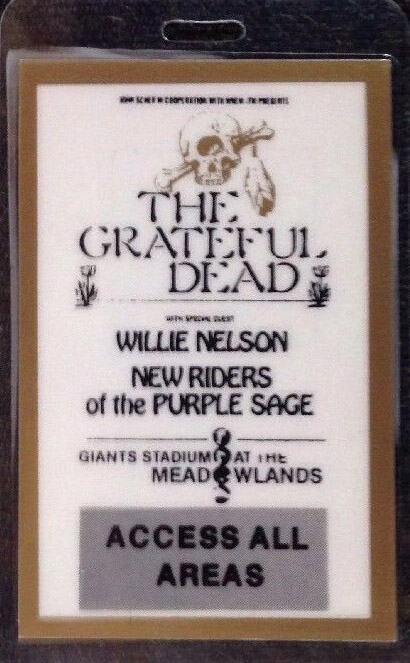 JOHN SCHER IN COOPERATION WITH WNEW-FM PRESENTS
THE
GRATEFUL
DEAD
WITH SPECIAL GUEST
WILLIE NELSON
NEW RIDERS
of the PURPLE SAGE
GIANTS STADIUM AT THE
MEADOWLANDS
ACCESS ALL
AREAS